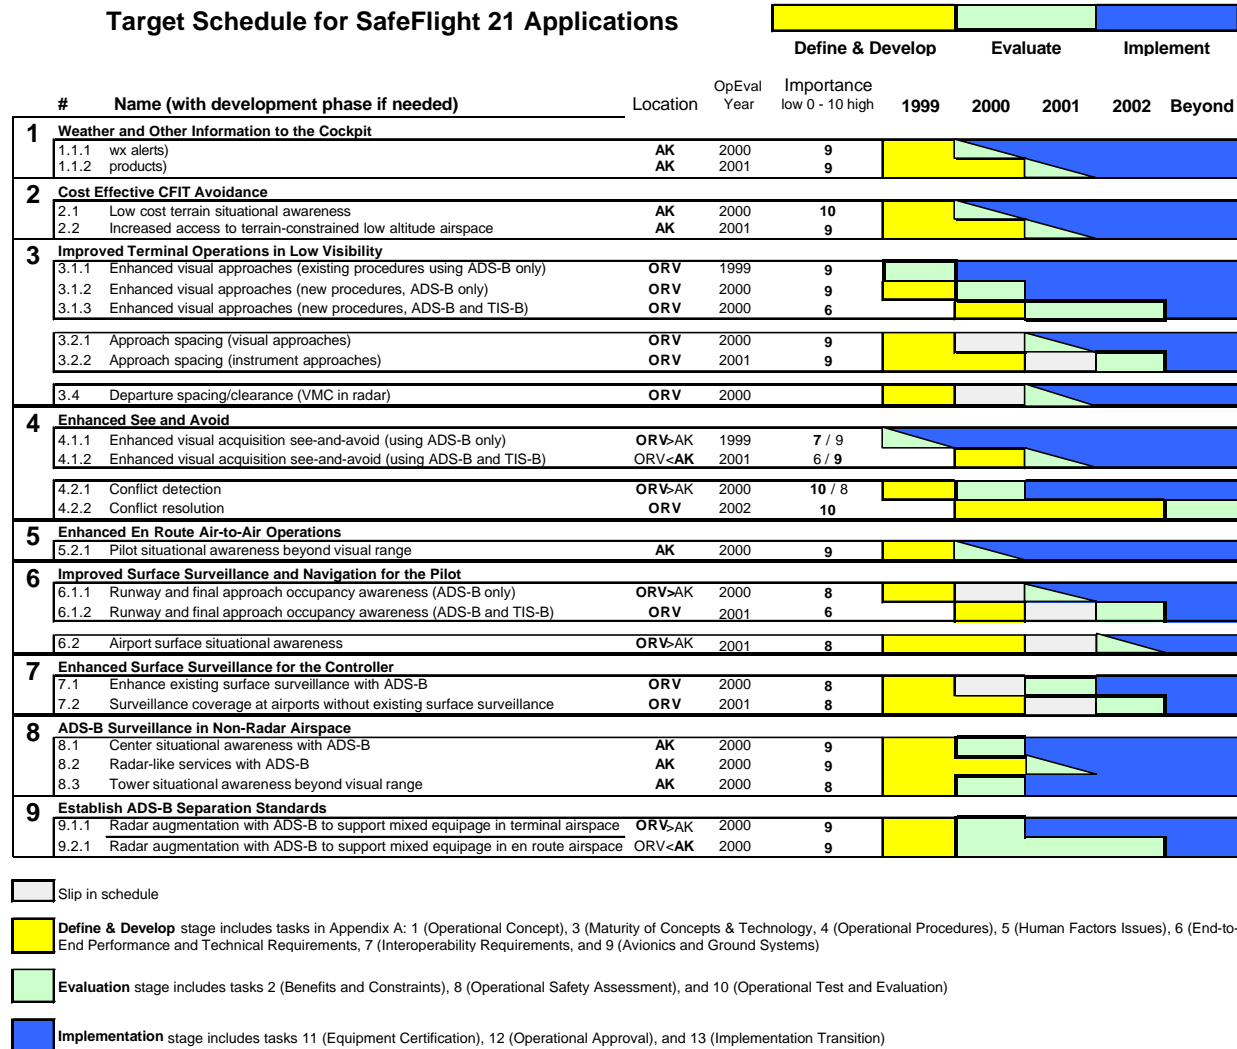 Target Schedule for SafeFlight 21 Applications
Define & Develop Evaluate Implement
# Name (with development phase if needed) Location OpEval Year Importance low 0 - 10 high 1999 2000 2001 2002 Beyond
1 Weather and Other Information to the Cockpit
1.1.1 wx alerts) AK 2000 9
1.1.2 products) AK 2001 9
2 Cost Effective CFIT Avoidance
2.1 Low cost terrain situational awareness AK 2000 10
2.2 Increased access to terrain-constrained low altitude airspace AK 2001 9
3 Improved Terminal Operations in Low Visibility
3.1.1 Enhanced visual approaches (existing procedures using ADS-B only) ORV 1999 9
3.1.2 Enhanced visual approaches (new procedures, ADS-B only) ORV 2000 9
3.1.3 Enhanced visual approaches (new procedures, ADS-B and TIS-B) ORV 2000 6
3.2.1 Approach spacing (visual approaches) ORV 2000 9
3.2.2 Approach spacing (instrument approaches) ORV 2001 9
3.4 Departure spacing/clearance (VMC in radar) ORV 2000
4 Enhanced See and Avoid
4.1.1 Enhanced visual acquisition see-and-avoid (using ADS-B only) ORV>AK 1999 7 / 9
4.1.2 Enhanced visual acquisition see-and-avoid (using ADS-B and TIS-B) ORV<AK 2001 6 / 9
4.2.1 Conflict detection ORV>AK 2000 10 / 8
4.2.2 Conflict resolution ORV 2002 10
5 Enhanced En Route Air-to-Air Operations
5.2.1 Pilot situational awareness beyond visual range AK 2000 9
6 Improved Surface Surveillance and Navigation for the Pilot
6.1.1 Runway and final approach occupancy awareness (ADS-B only) ORV>AK 2000 8
6.1.2 Runway and final approach occupancy awareness (ADS-B and TIS-B) ORV 2001 6
6.2 Airport surface situational awareness ORV>AK 2001 8
7 Enhanced Surface Surveillance for the Controller
7.1 Enhance existing surface surveillance with ADS-B ORV 2000 8
7.2 Surveillance coverage at airports without existing surface surveillance ORV 2001 8
8 ADS-B Surveillance in Non-Radar Airspace
8.1 Center situational awareness with ADS-B AK 2000 9
8.2 Radar-like services with ADS-B AK 2000 9
8.3 Tower situational awareness beyond visual range AK 2000 8
9 Establish ADS-B Separation Standards
9.1.1 Radar augmentation with ADS-B to support mixed equipage in terminal airspace ORV>AK 2000 9
9.2.1 Radar augmentation with ADS-B to support mixed equipage in en route airspace ORV<AK 2000 9
Slip in schedule
Define & Develop stage includes tasks in Appendix A: 1 (Operational Concept), 3 (Maturity of Concepts & Technology, 4 (Operational Procedures), 5 (Human Factors Issues), 6 (End-to-
End Performance and Technical Requirements, 7 (Interoperability Requirements, and 9 (Avionics and Ground Systems)
Evaluation stage includes tasks 2 (Benefits and Constraints), 8 (Operational Safety Assessment), and 10 (Operational Test and Evaluation)
Implementation stage includes tasks 11 (Equipment Certification), 12 (Operational Approval), and 13 (Implementation Transition)